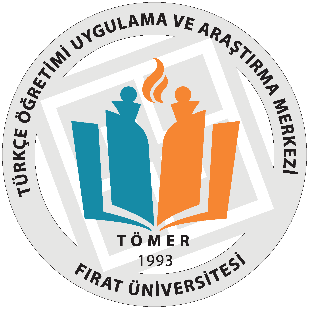 TÜRKÇE ÖĞRETİMİ UYGULAMA VE ARAŞTIRMA MERKEZİ
TÖMER
1993
FIRAT ÜNİVERSİTESİ